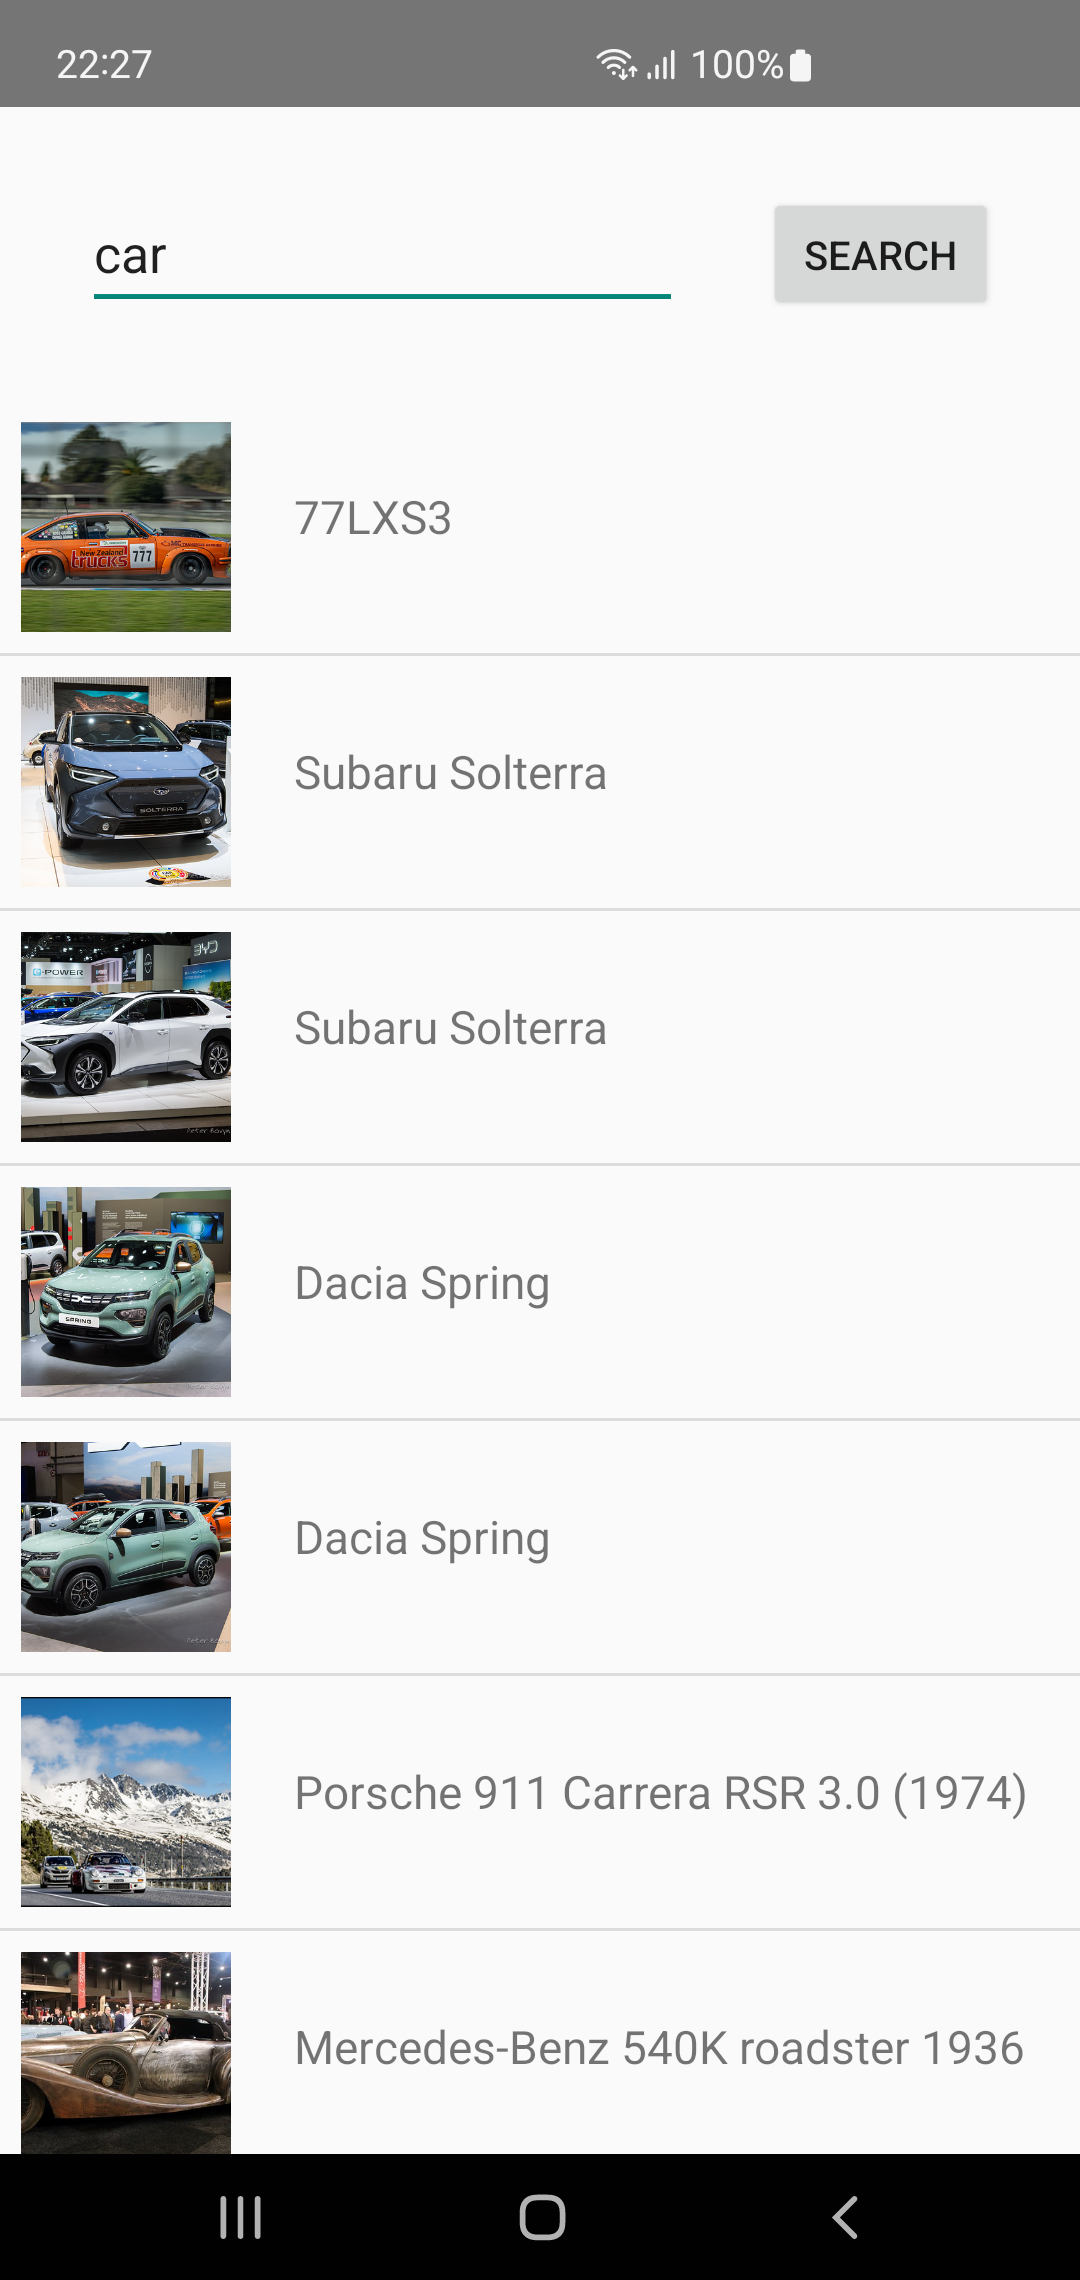 22:27 100%
car SEARCH
New Zealand
trucks 777
77LXS3
SOLTERRA
Subaru Solterra
BYD
e-POWER
Subaru Solterra
SPRING
Dacia Spring
Dacia Spring
Porsche 911 Carrera RSR 3.0 (1974)
Mercedes-Benz 540K roadster 1936